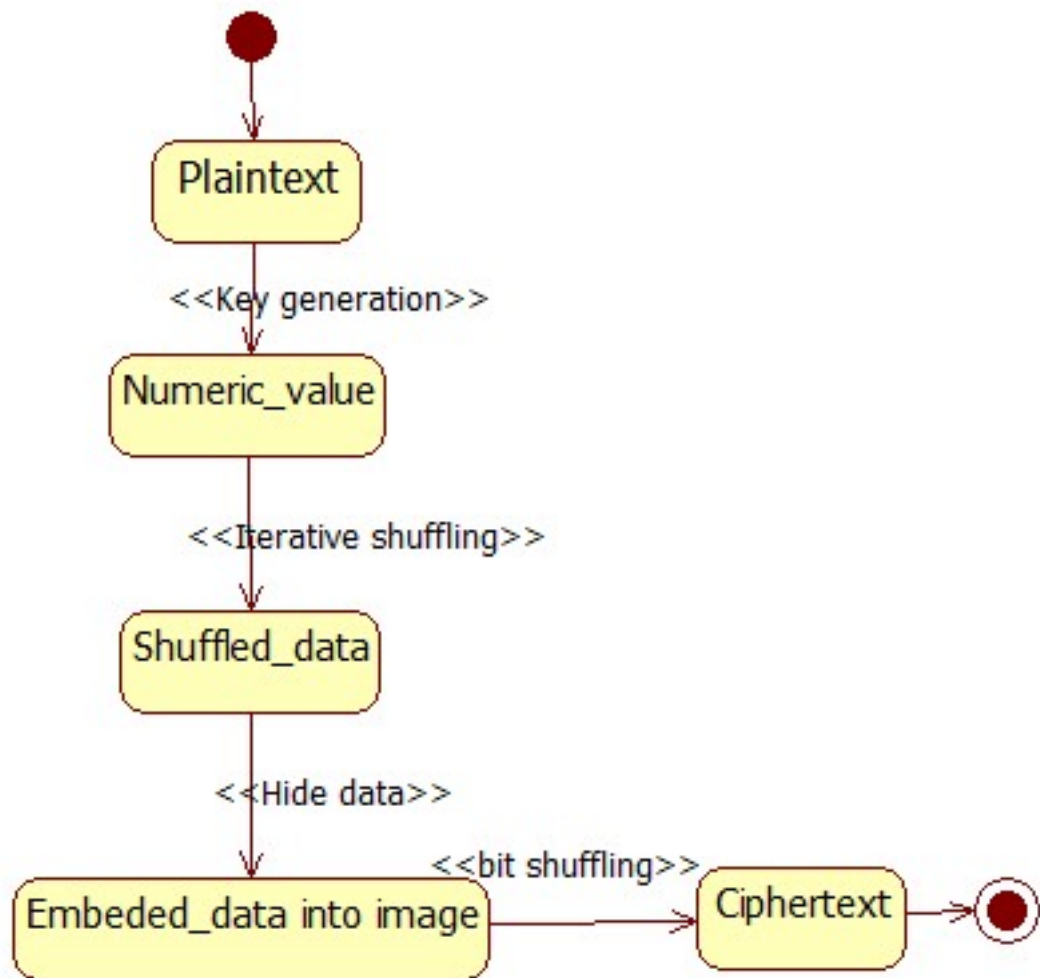 Plaintext
<<Key generation>>
Numeric_value
<<Iterative shuffling>>
Shuffled_data
<<Hide data>>
<<bit shuffling>>
Embeded_data into image
Ciphertext